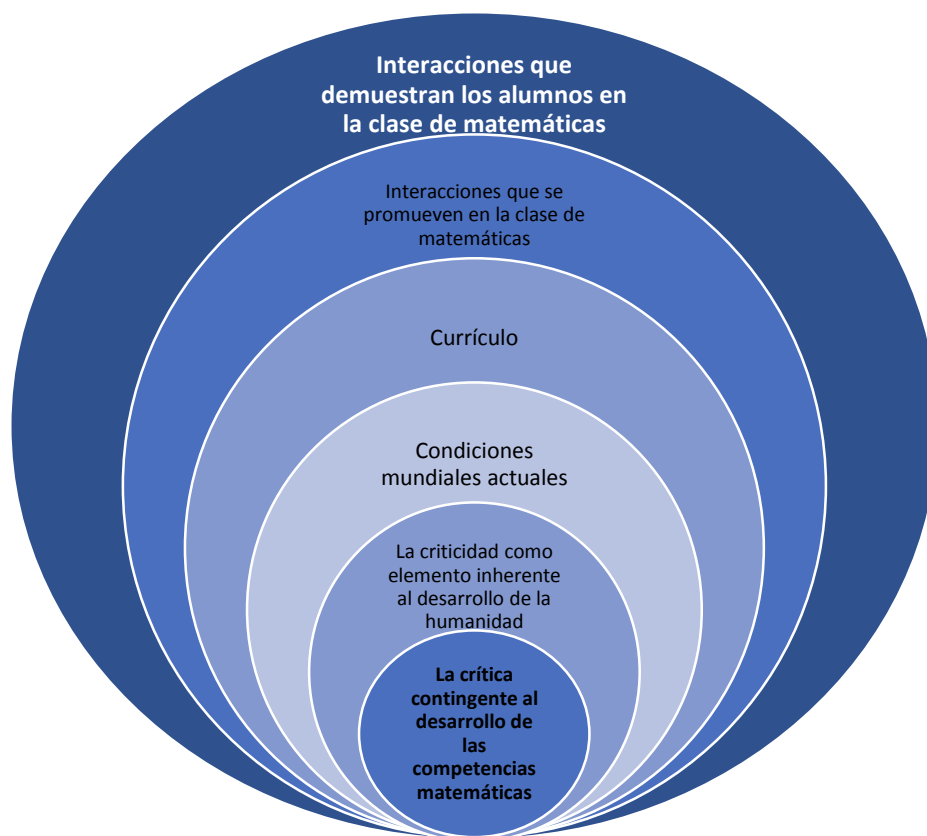 Interacciones que
demuestran los alumnos en
la clase de matemáticas
Interacciones que se
promueven en la clase de
matemáticas
Currículo
Condiciones
mundiales actuales
La criticidad como
elemento inherente
al desarrollo de la
humanidad
La crítica
contingente al
desarrollo de
las
competencias
matemáticas